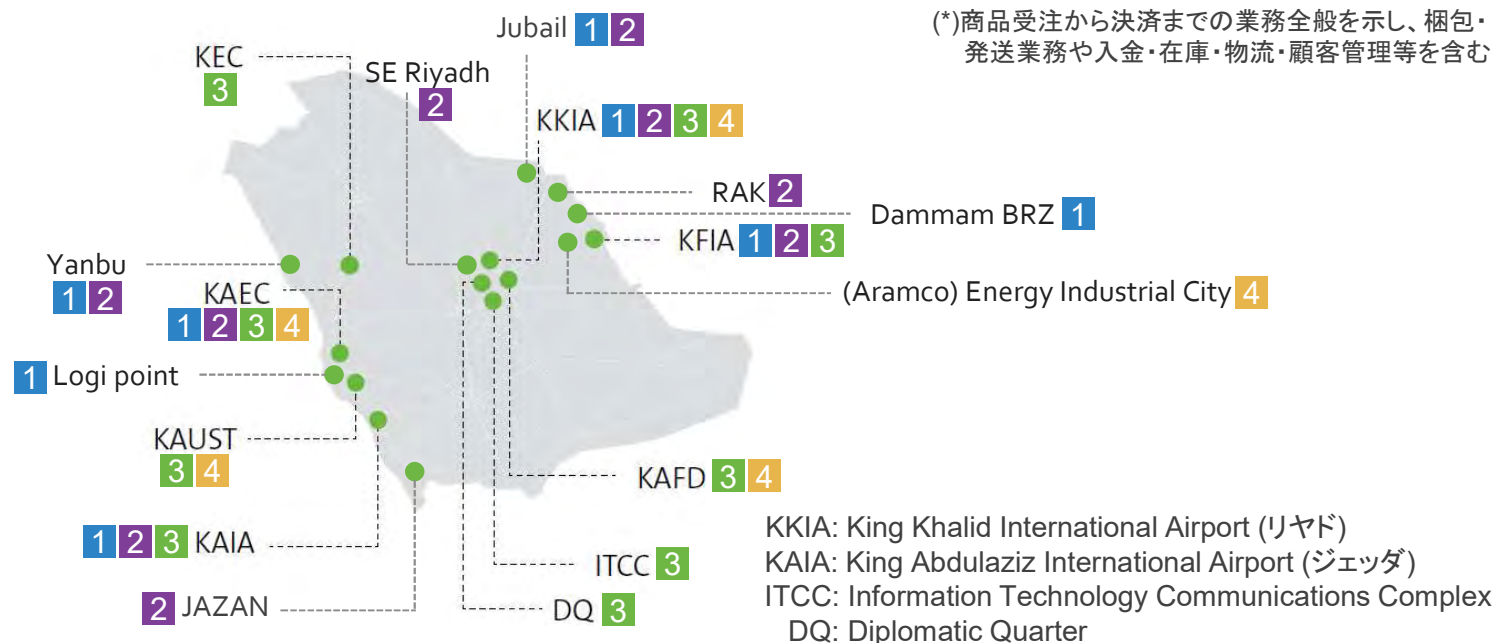 (*)商品受注から決済までの業務全般を示し、梱包・
発送業務や入金・在庫・物流・顧客管理等を含む
Jubail 1 2
KEC
3
SE Riyadh
2
KKIA 1 2 3 4
RAK 2
Dammam BRZ 1
KFIA 1 2 3
Yanbu
1 2
KAEC
1 2 3 4
(Aramco) Energy Industrial City 4
1 Logi point
KAUST
3 4
KAFD 3 4
1 2 3 KAIA
ITCC 3
2 JAZAN
DQ 3
KKIA: King Khalid International Airport (リヤド)
KAIA: King Abdulaziz International Airport (ジェッダ)
ITCC: Information Technology Communications Complex
DQ: Diplomatic Quarter